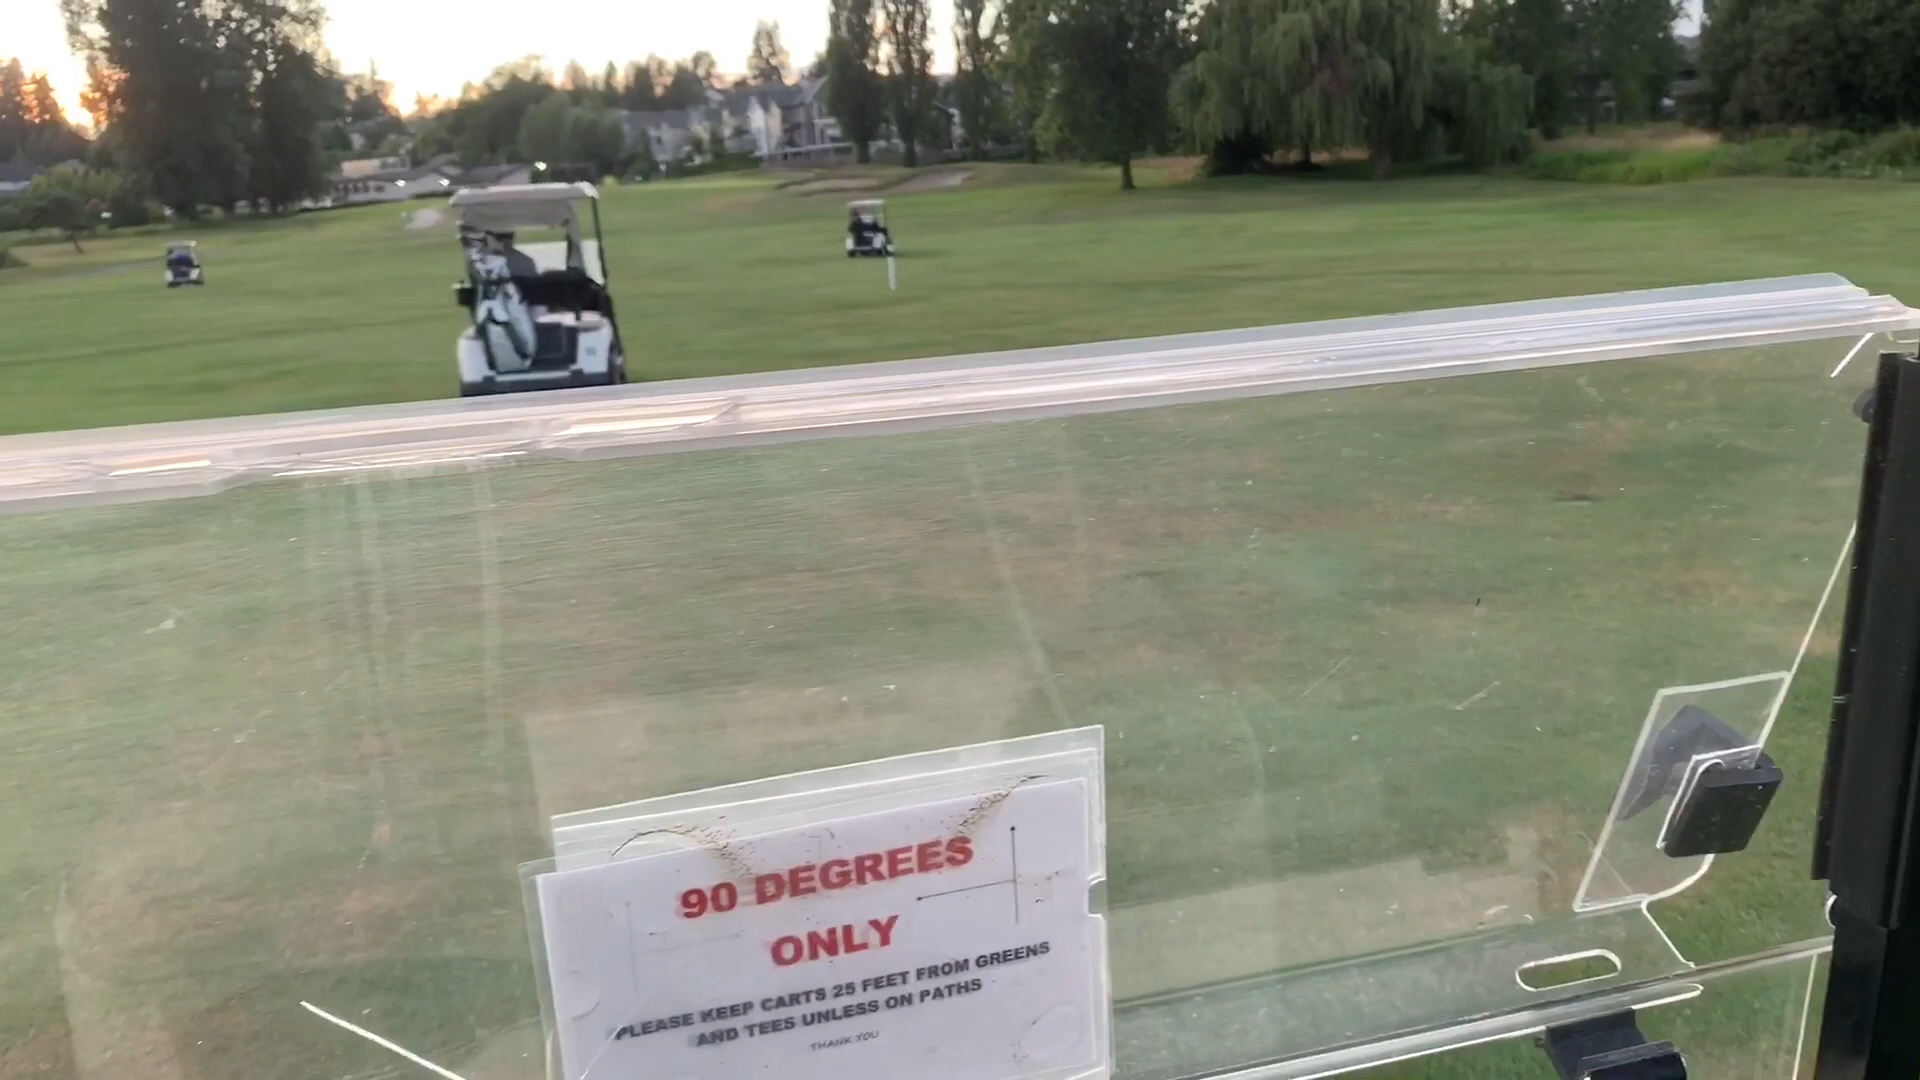 90 DEGREES
ONLY
PLEASE KEEP CARTS 25 FEET FROM GREENS
AND TEES UNLESS ON PATHS
THANK YOU